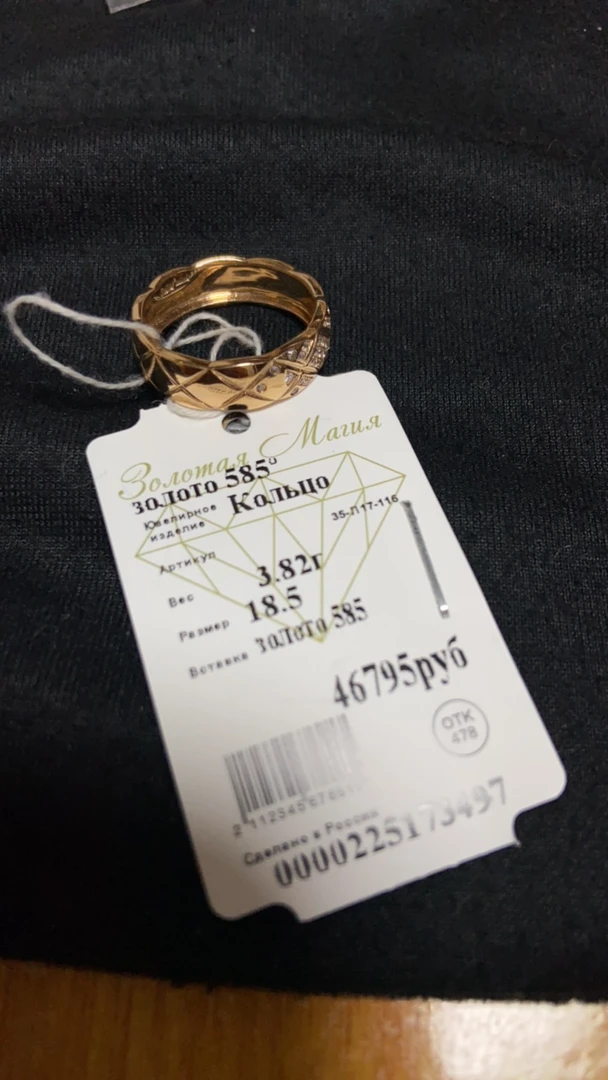 Золотая Магия
золото 585°
Ювелирное изделие Кольцо
Артикул 35-Л17-116
Вес 3.82г
Размер 18.5
Вставка золото 585
46795руб
ОТК
478
Сделано в России
0000225173497